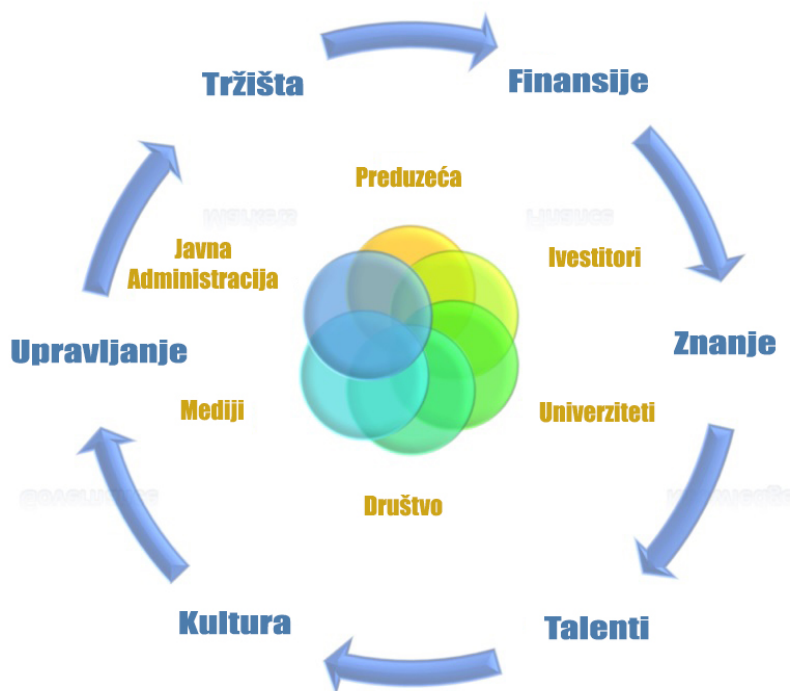 Tržišta
Finansije
Preduzeća
Javna
Administracija
Ivestitori
Upravljanje
Znanje
Mediji
Univerziteti
Društvo
Kultura
Talenti